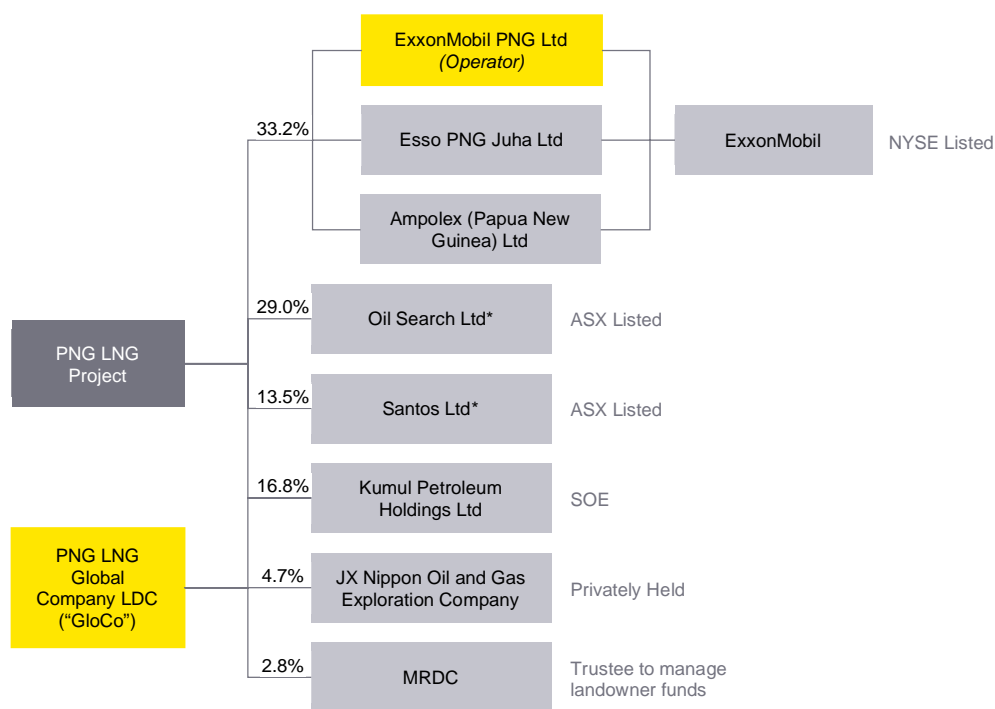 ExxonMobil PNG Ltd
(Operator)
33.2%
Esso PNG Juha Ltd
ExxonMobil
NYSE Listed
Ampolex (Papua New
Guinea) Ltd
29.0%
Oil Search Ltd*
ASX Listed
PNG LNG
Project
13.5%
Santos Ltd*
ASX Listed
16.8%
Kumul Petroleum
Holdings Ltd
SOE
PNG LNG
Global
Company LDC
(“GloCo”)
4.7%
JX Nippon Oil and Gas
Exploration Company
Privately Held
2.8%
MRDC
Trustee to manage
landowner funds